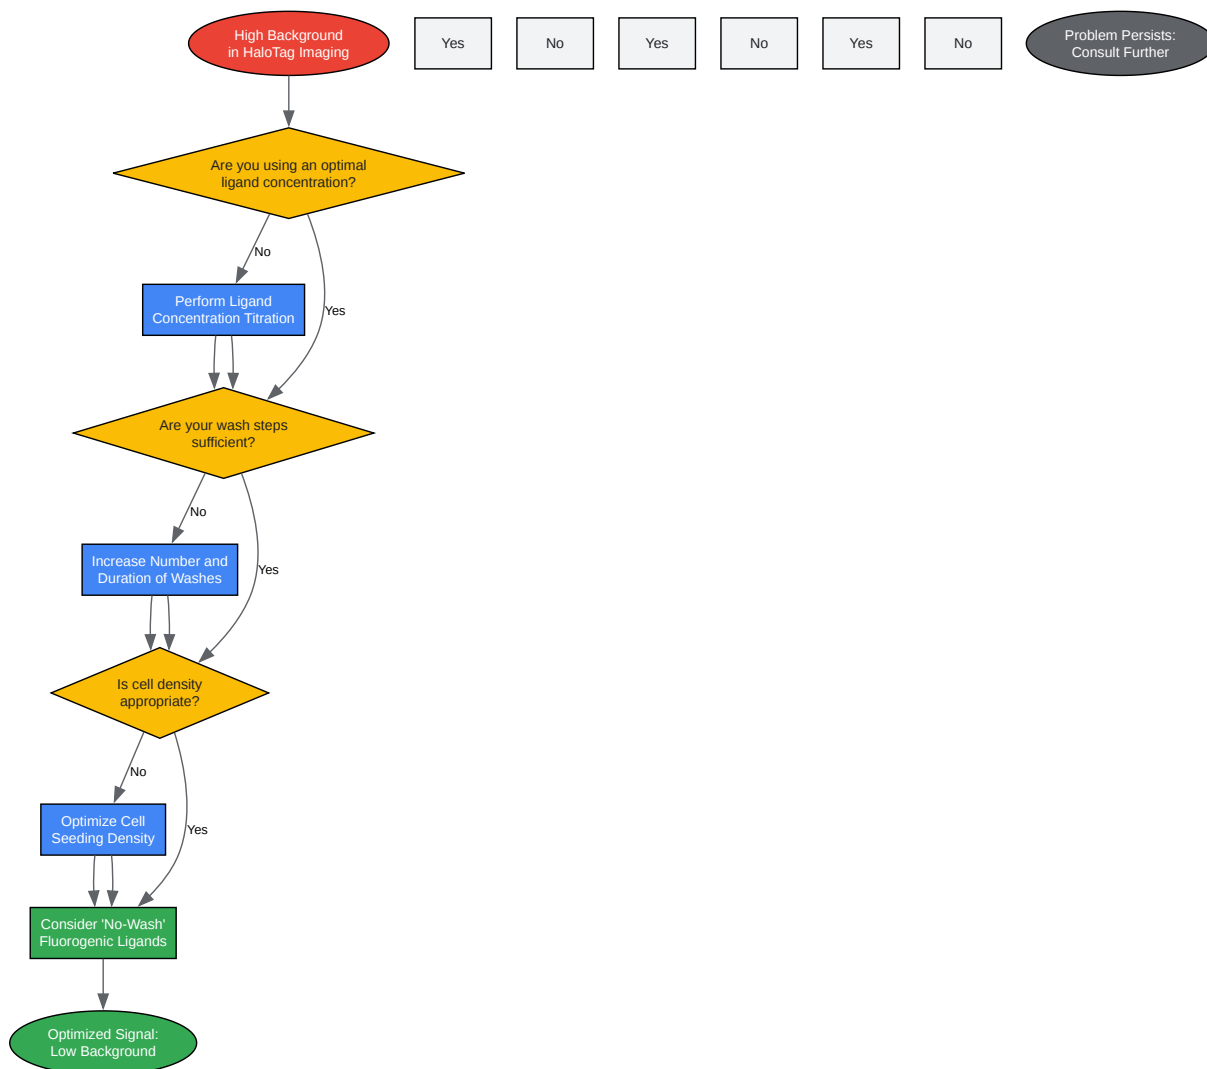 High Background
in HaloTag Imaging
Yes
No
Yes
No
Yes
No
Problem Persists:
Consult Further
Are you using an optimal
ligand concentration?
No
Perform Ligand
Concentration Titration
Yes
Are your wash steps
sufficient?
No
Increase Number and
Duration of Washes
Yes
Is cell density
appropriate?
No
Optimize Cell
Seeding Density
Yes
Consider 'No-Wash'
Fluorogenic Ligands
Optimized Signal:
Low Background